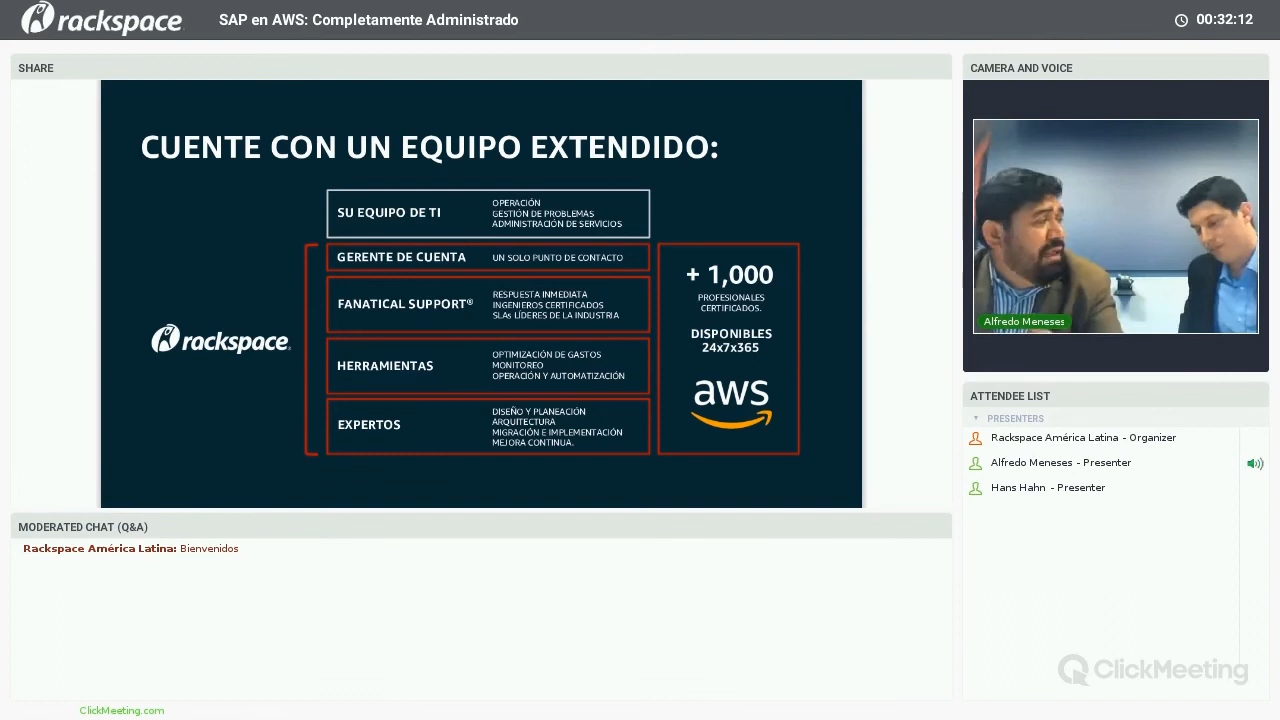 rackspace
SAP en AWS: Completamente Administrado
00:32:12
SHARE
CUENTE CON UN EQUIPO EXTENDIDO:
SU EQUIPO DE TI
OPERACIÓN
GESTIÓN DE PROBLEMAS
ADMINISTRACIÓN DE SERVICIOS
GERENTE DE CUENTA
UN SOLO PUNTO DE CONTACTO
FANATICAL SUPPORT®
RESPUESTA INMEDIATA
INGENIEROS CERTIFICADOS
SLAs LÍDERES DE LA INDUSTRIA
HERRAMIENTAS
OPTIMIZACIÓN DE GASTOS
MONITOREO
OPERACIÓN Y AUTOMATIZACIÓN
EXPERTOS
DISEÑO Y PLANEACIÓN
ARQUITECTURA
MIGRACIÓN E IMPLEMENTACIÓN
MEJORA CONTINUA.
rackspace.
+ 1,000
PROFESIONALES
CERTIFICADOS.
DISPONIBLES
24x7x365
aws
CAMERA AND VOICE
Alfredo Meneses
ATTENDEE LIST
PRESENTERS
Rackspace América Latina - Organizer
Alfredo Meneses - Presenter
Hans Hahn - Presenter
MODERATED CHAT (Q&A)
Rackspace América Latina: Bienvenidos
ClickMeeting
ClickMeeting.com